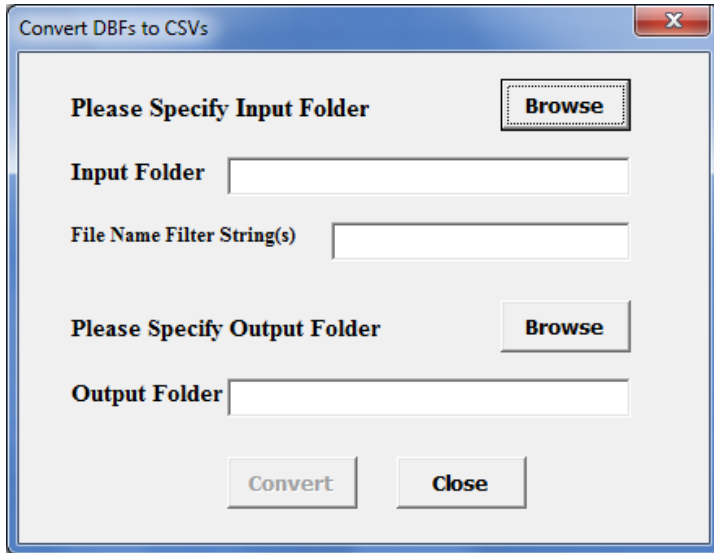 Convert DBFs to CSVs
Please Specify Input Folder Browse
Input Folder
File Name Filter String(s)
Please Specify Output Folder Browse
Output Folder
Convert Close